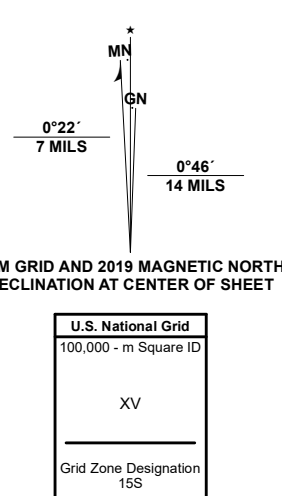 ★
MN
GN
0°22´
7 MILS
0°46´
14 MILS
M GRID AND 2019 MAGNETIC NORTH
ECLINATION AT CENTER OF SHEET
U.S. National Grid
100,000 - m Square ID
XV
Grid Zone Designation
15S